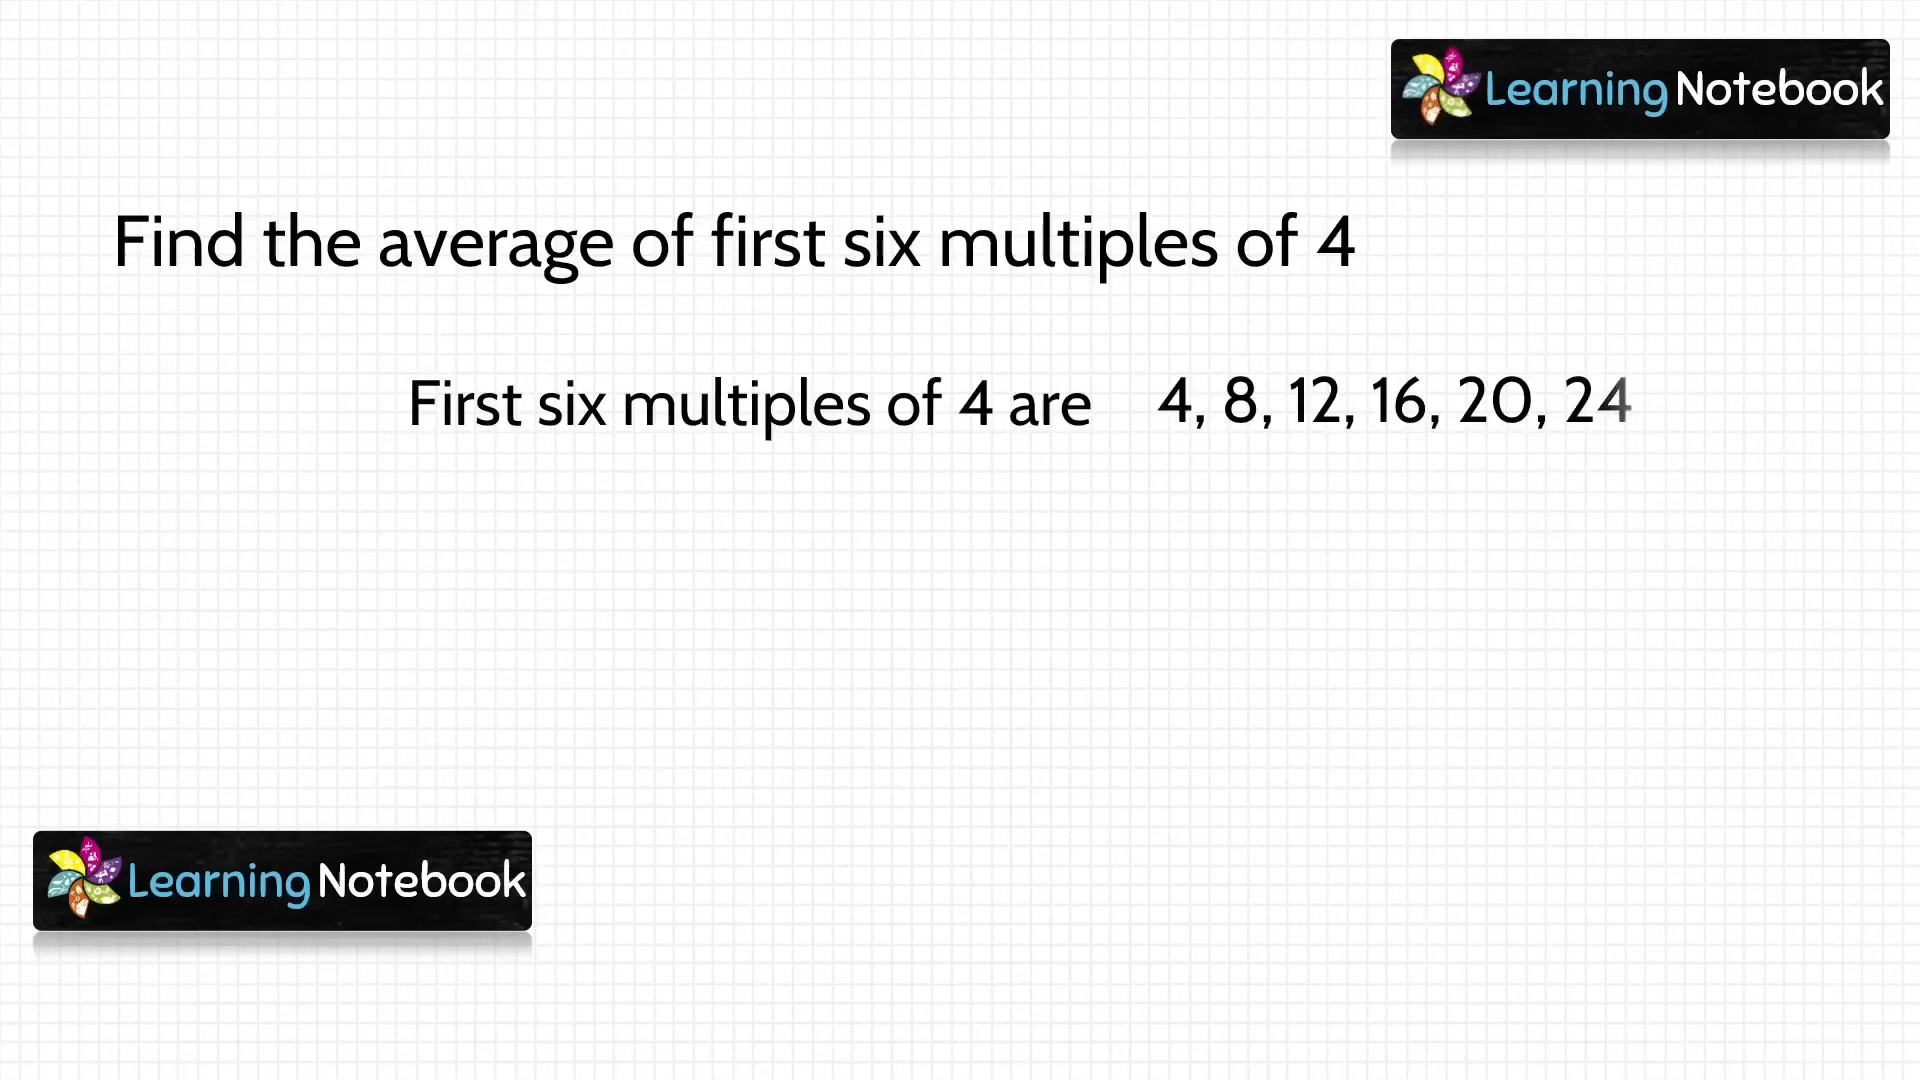 Learning Notebook
Find the average of first six multiples of 4
First six multiples of 4 are 4, 8, 12, 16, 20, 24
Learning Notebook